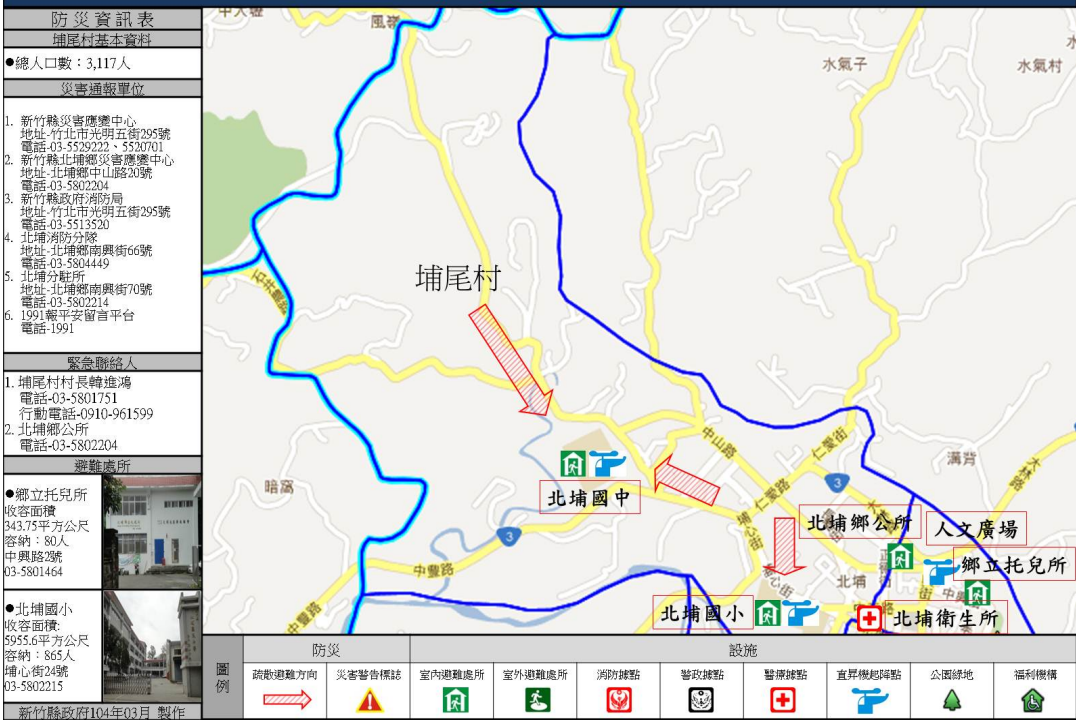 防災資訊表
埔尾村基本資料
●總人口數：3,117人
災害通報單位
1. 新竹縣災害應變中心
地址-竹北市光明五街295號
電話-03-5529222、5520701
2. 新竹縣北埔鄉災害應變中心
地址-北埔鄉中山路20號
電話-03-5802204
3. 新竹縣政府消防局
地址-竹北市光明五街295號
電話-03-5513520
4. 北埔消防分隊
地址-北埔鄉南興街66號
電話-03-5804449
5. 北埔分駐所
地址-北埔鄉南興街70號
電話-03-5802214
6. 1991報平安留言平台
電話-1991
緊急聯絡人
1. 埔尾村村長韓進鴻
電話-03-5801751
行動電話-0910-961599
2. 北埔鄉公所
電話-03-5802204
避難處所
●鄉立托兒所
收容面積
343.75平方公尺
容納：80人
中興路2號
03-5801464
●北埔國小
收容面積:
5955.6平方公尺
容納：865人
埔心街24號
03-5802215
新竹縣政府104年03月 製作
風嶺
水氣子
水氣村
埔尾村
暗窩
中山路
仁愛街
仁愛路
3
溝背
大林路
北埔國中
埔心街
北埔鄉公所
人文廣場
鄉立托兒所
3
中豐路
中豐路
北埔
北埔國小
北埔衛生所
圖例
防災
設施
疏散避難方向
災害警告標誌
室內避難處所
室外避難處所
消防據點
警政據點
醫療據點
直昇機起降點
公園綠地
福利機構